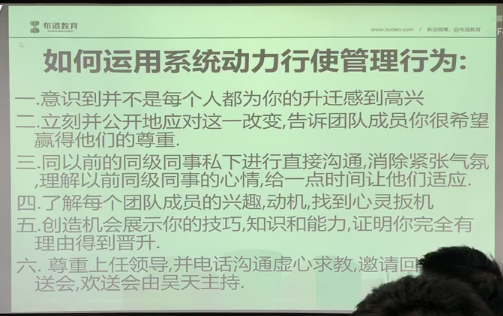 布道教育
www.budao.com / 新浪微博：@布道教育
如何运用系统动力行使管理行为:
一.意识到并不是每个人都为你的升迁感到高兴
二.立刻并公开地应对这一改变,告诉团队成员你很希望
赢得他们的尊重.
三.同以前的同级同事私下进行直接沟通,消除紧张气氛
,理解以前同级同事的心情,给一点时间让他们适应.
四.了解每个团队成员的兴趣,动机,找到心灵扳机
五.创造机会展示你的技巧,知识和能力,证明你完全有
理由得到晋升.
六. 尊重上任领导,并电话沟通虚心求教,邀请回
送会,欢送会由吴天主持.